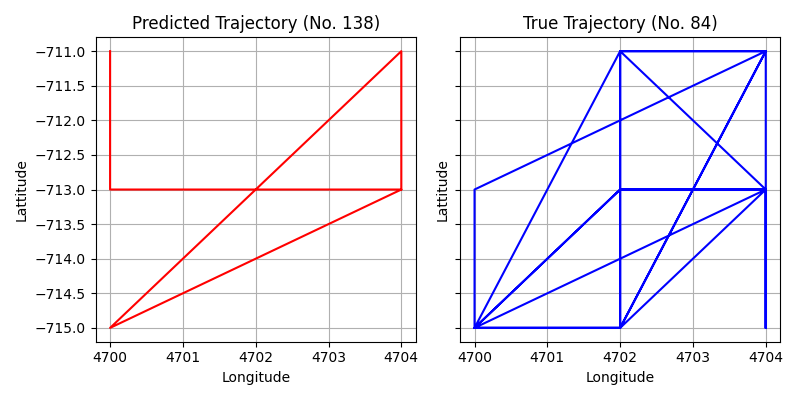 Predicted Trajectory (No. 138)
−711.0
−711.5
−712.0
−712.5
−713.0
−713.5
−714.0
−714.5
−715.0
Lattitude
4700 4701 4702 4703 4704
Longitude
True Trajectory (No. 84)
Lattitude
4700 4701 4702 4703 4704
Longitude